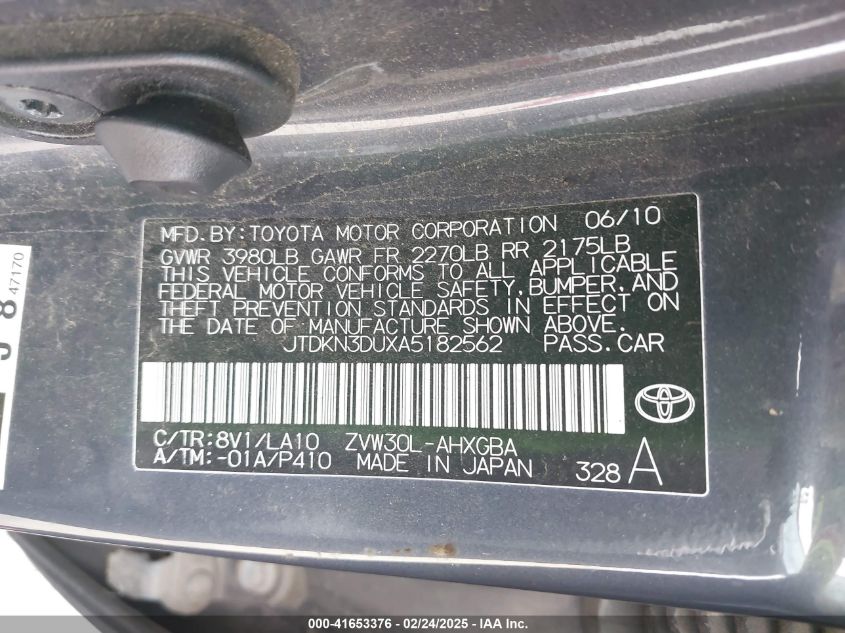 MFD.BY:TOYOTA MOTOR CORPORATION 06/10
GVWR 3980LB GAWR FR 2270LB RR 2175LB
THIS VEHICLE CONFORMS TO ALL APPLICABLE
FEDERAL MOTOR VEHICLE SAFETY,BUMPER,AND
THEFT PREVENTION STANDARDS IN EFFECT ON
THE DATE OF MANUFACTURE SHOWN ABOVE.
JTDKN3DUXA5182562 PASS.CAR
C/TR:8V1/LA10 ZVW30L-AHXGBA
A/TM:-01A/P410 MADE IN JAPAN 328 A
47170
8
000-41653376 - 02/24/2025 - IAA Inc.